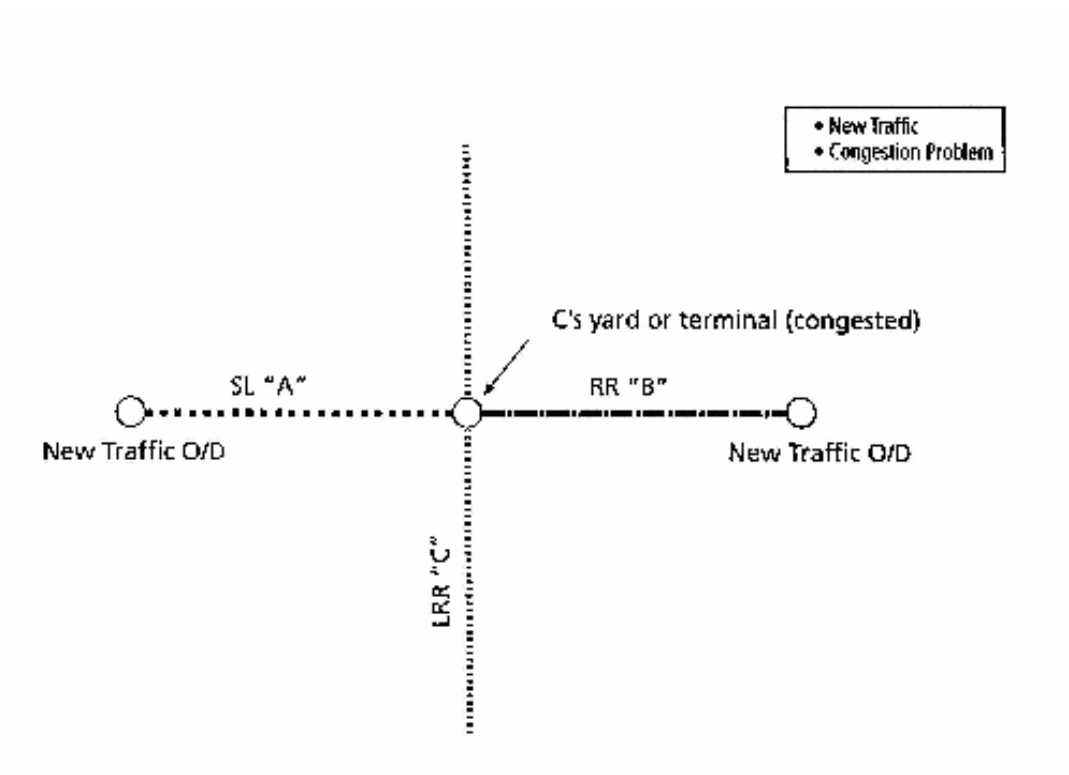 • New Traffic
• Congestion Problem
C's yard or terminal (congested)
SL "A"
RR "B"
New Traffic O/D
New Traffic O/D
LRR "C"